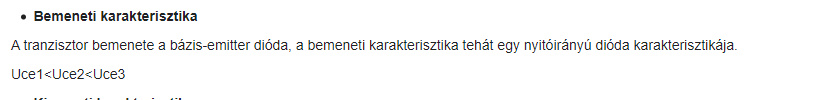 Bemeneti karakterisztika
A tranzisztor bemenete a bázis-emitter dióda, a bemeneti karakterisztika tehát egy nyitóirányú dióda karakterisztikája.
Uce1<Uce2<Uce3